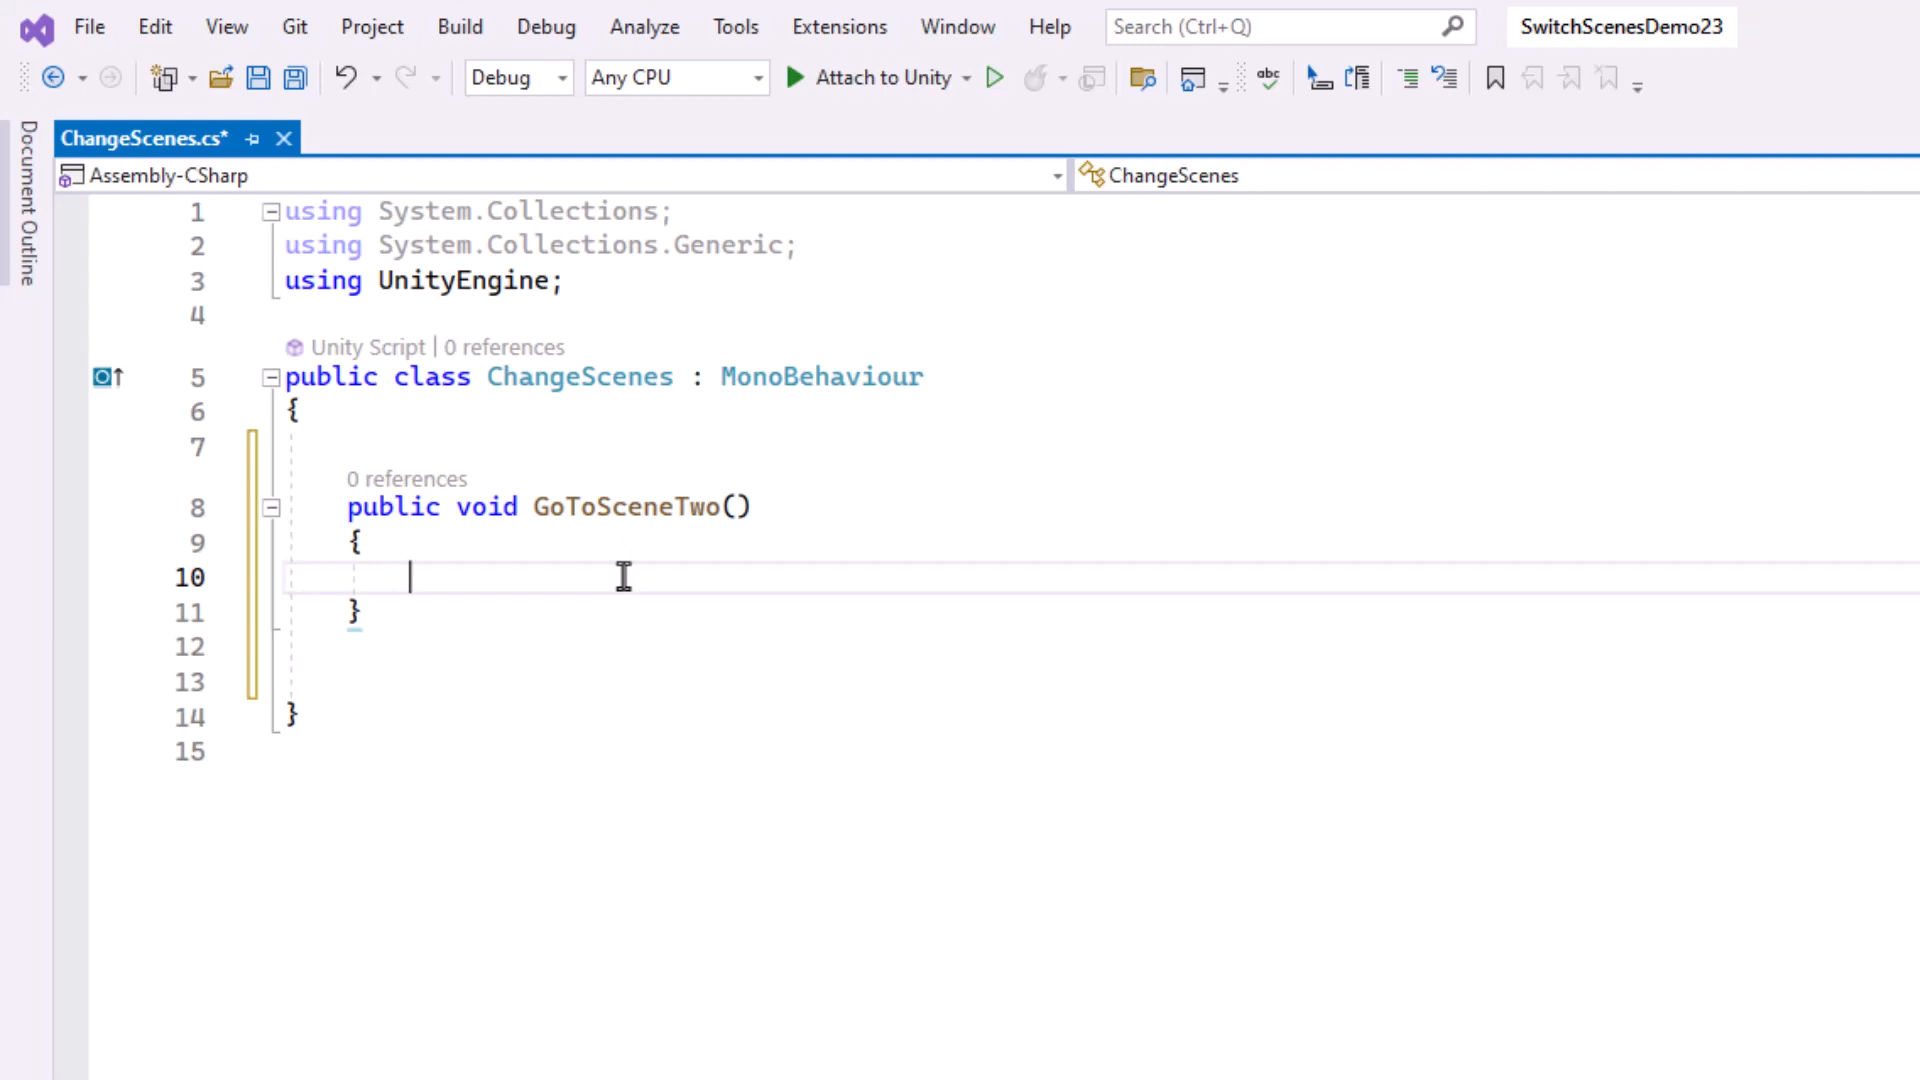 File Edit View Git Project Build Debug Analyze Tools Extensions Window Help Search (Ctrl+Q) SwitchScenesDemo23
Debug Any CPU Attach to Unity abc
Document Outline
ChangeScenes.cs*
Assembly-CSharp ChangeScenes
1 using System.Collections;
2 using System.Collections.Generic;
3 using UnityEngine;
4
Unity Script | 0 references
5 public class ChangeScenes : MonoBehaviour
6 {
7
0 references
8 public void GoToSceneTwo()
9 {
10
11 }
12
13
14 }
15